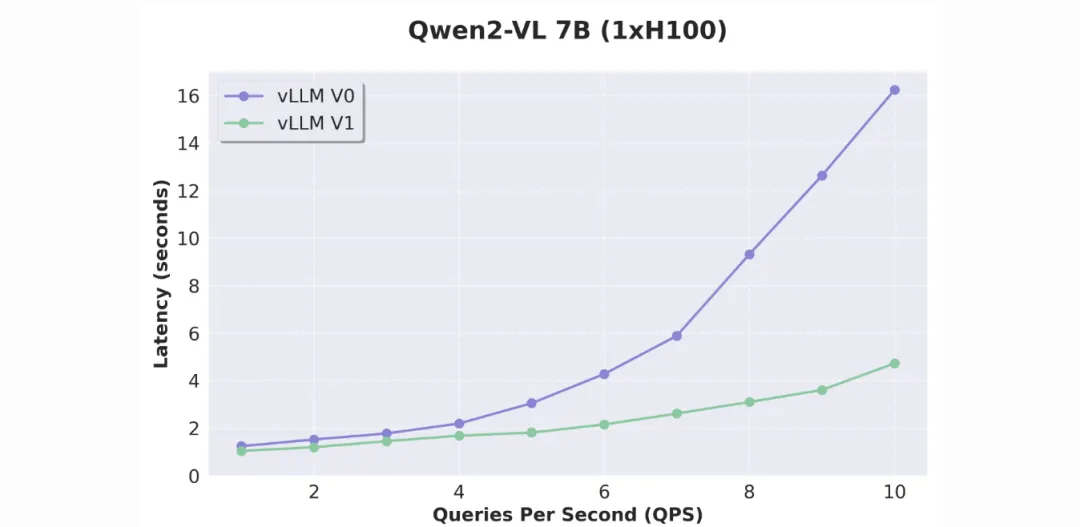 Qwen2-VL 7B (1xH100)
vLLM V0
vLLM V1
Latency (seconds)
16
14
12
10
8
6
4
2
0
2 4 6 8 10
Queries Per Second (QPS)